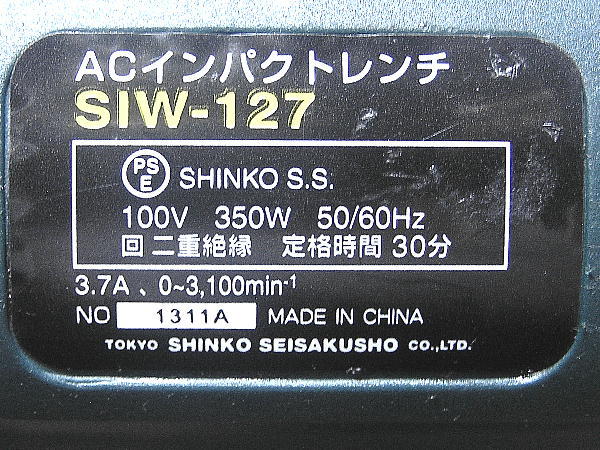 ACインパクトレンチ
SIW-127
PSE SHINKO S.S.
100V 350W 50/60Hz
回 二重絶縁 定格時間 30分
3.7A、0~3,100min-1
NO 1311A MADE IN CHINA
TOKYO SHINKO SEISAKUSHO CO.,LTD.